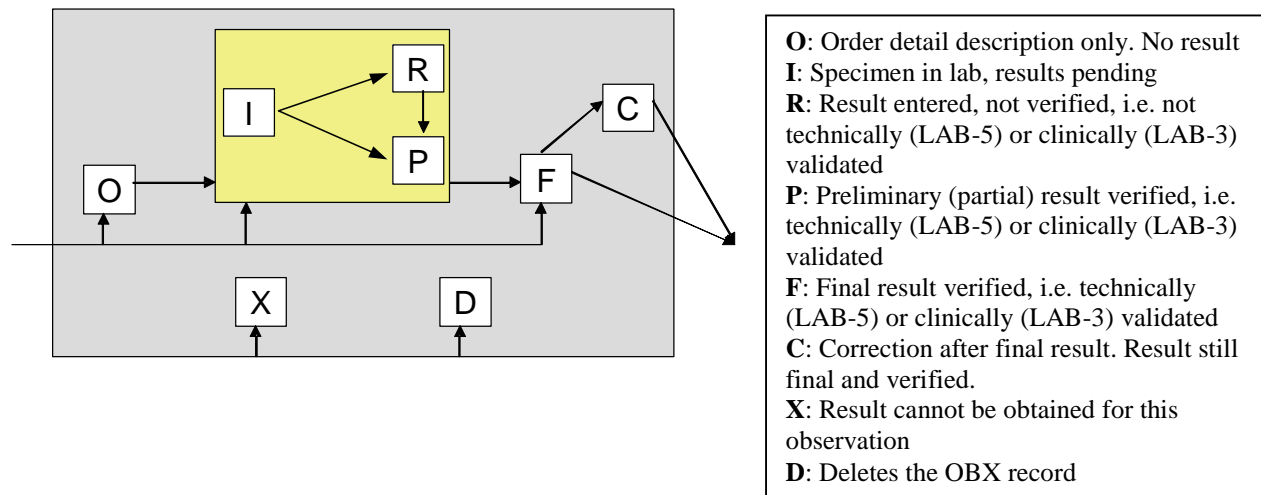 R
I
P
C
O
F
X
D
O: Order detail description only. No result
I: Specimen in lab, results pending
R: Result entered, not verified, i.e. not
technically (LAB-5) or clinically (LAB-3)
validated
P: Preliminary (partial) result verified, i.e.
technically (LAB-5) or clinically (LAB-3)
validated
F: Final result verified, i.e. technically
(LAB-5) or clinically (LAB-3) validated
C: Correction after final result. Result still
final and verified.
X: Result cannot be obtained for this
observation
D: Deletes the OBX record